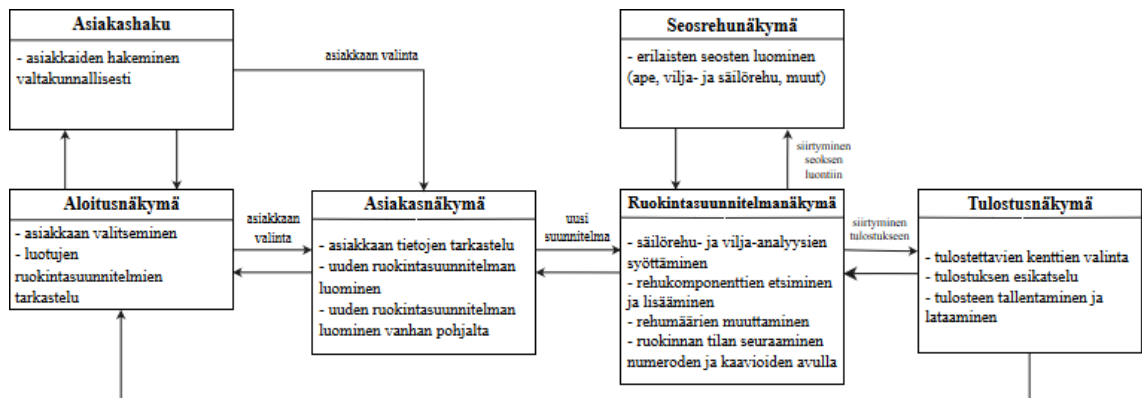 Asiakashaku
- asiakkaiden hakeminen
valtakunnallisesti
asiakkaan valinta
Seosrehunäkymä
- erilaisten seosten luominen
(ape, vilja- ja säilörehu, muut)
siirtyminen
seoksen
luontiin
Aloitusnäkymä
- asiakkaan valitseminen
- luotujen
ruokintasuunnitelmien
tarkastelu
asiakkaan
valinta
Asiakasnäkymä
- asiakkaan tietojen tarkastelu
- uuden ruokintasuunnitelman
luominen
- uuden ruokintasuunnitelman
luominen vanhan pohjalta
uusi
suunnitelma
Ruokintasuunnitelmanäkymä
- säilörehu- ja vilja-analyysien
syöttäminen
- rehukomponenttien etsiminen
ja lisääminen
- rehumäärien muuttaminen
- ruokinnan tilan seuraaminen
numeroden ja kaavioiden avulla
siirtyminen
tulostukseen
Tulostusnäkymä
- tulostettavien kenttien valinta
- tulostuksen esikatselu
- tulosteen tallentaminen ja
lataaminen